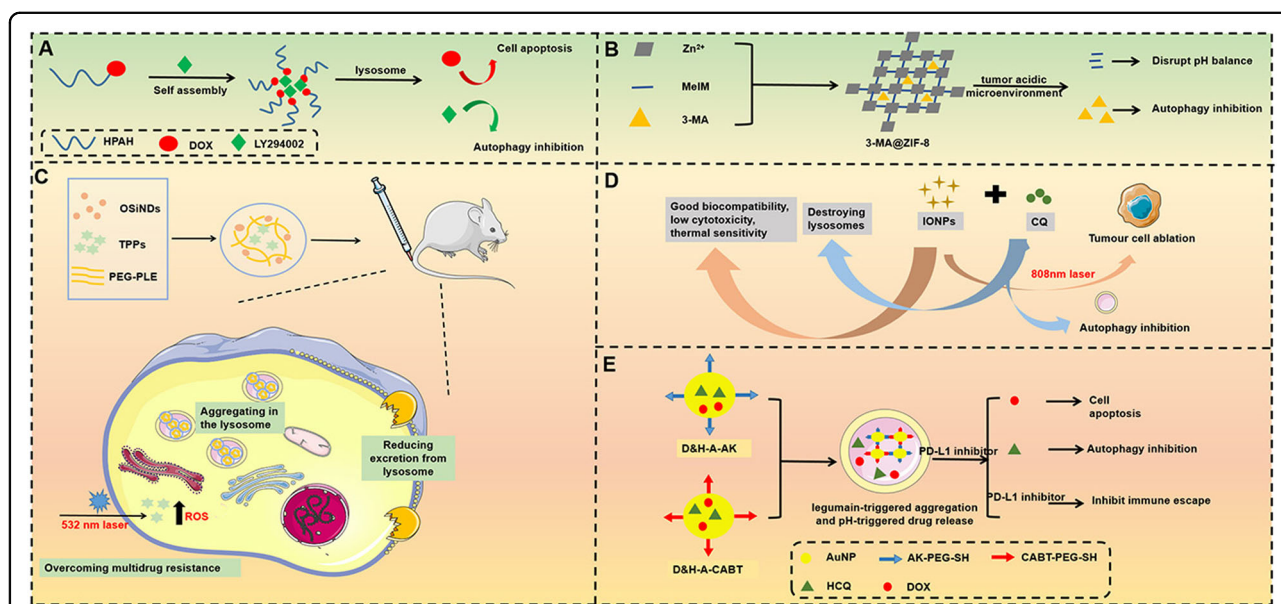 A
Self assembly
lysosome
Cell apoptosis
Autophagy inhibition
HPAH
DOX
LY294002
B
Zn2+
MeIM
3-MA
3-MA@ZIF-8
tumor acidic
microenvironment
Disrupt pH balance
Autophagy inhibition
C
OSiNDs
TPPs
PEG-PLE
Aggregating in
the lysosome
Reducing
excretion from
lysosome
532 nm laser
ROS
Overcoming multidrug resistance
D
Good biocompatibility,
low cytotoxicity,
thermal sensitivity
Destroying
lysosomes
IONPs
CQ
Tumour cell ablation
808nm laser
Autophagy inhibition
E
D&H-A-AK
D&H-A-CABT
legumain-triggered aggregation
and pH-triggered drug release
PD-L1 inhibitor
PD-L1 inhibitor
Cell
apoptosis
Autophagy inhibition
Inhibit immune escape
AuNP
AK-PEG-SH
CABT-PEG-SH
HCQ
DOX